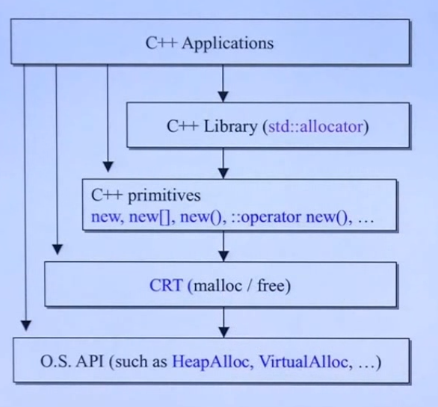 C++ Applications
C++ Library (std::allocator)
C++ primitives
new, new[], new(), ::operator new(), …
CRT (malloc / free)
O.S. API (such as HeapAlloc, VirtualAlloc, …)